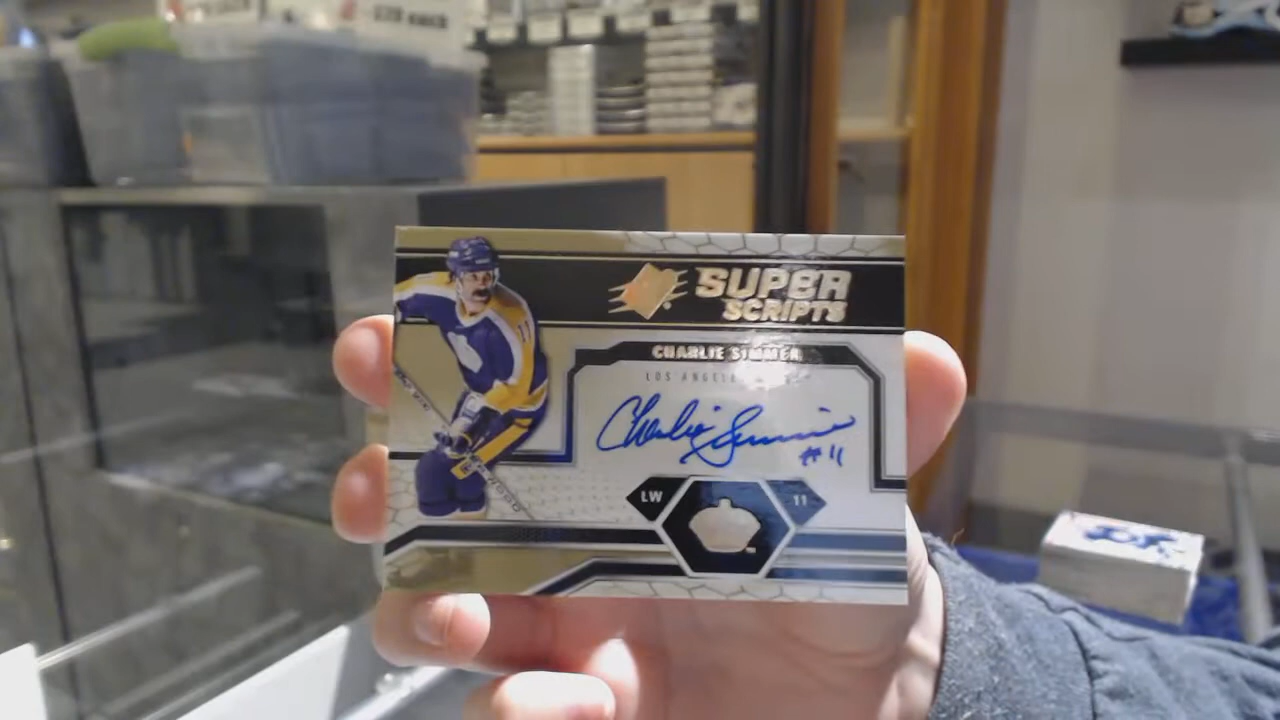 SUPER
SCRIPTS
CHARLIE SIMMER
LOS ANGELES
Charlie Simmer
#11
LW
11